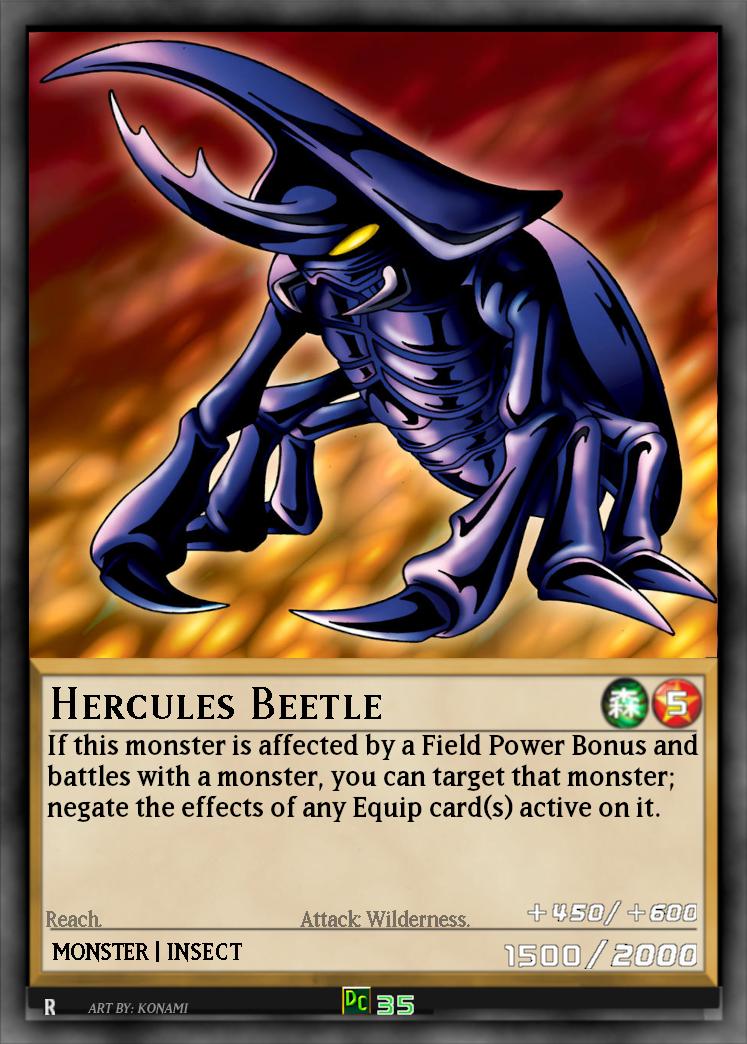 Hercules Beetle 森 5
If this monster is affected by a Field Power Bonus and
battles with a monster, you can target that monster;
negate the effects of any Equip card(s) active on it.
Reach. Attack: Wilderness. +450/+600
MONSTER | INSECT 1500/2000
R ART BY: KONAMI DC 35